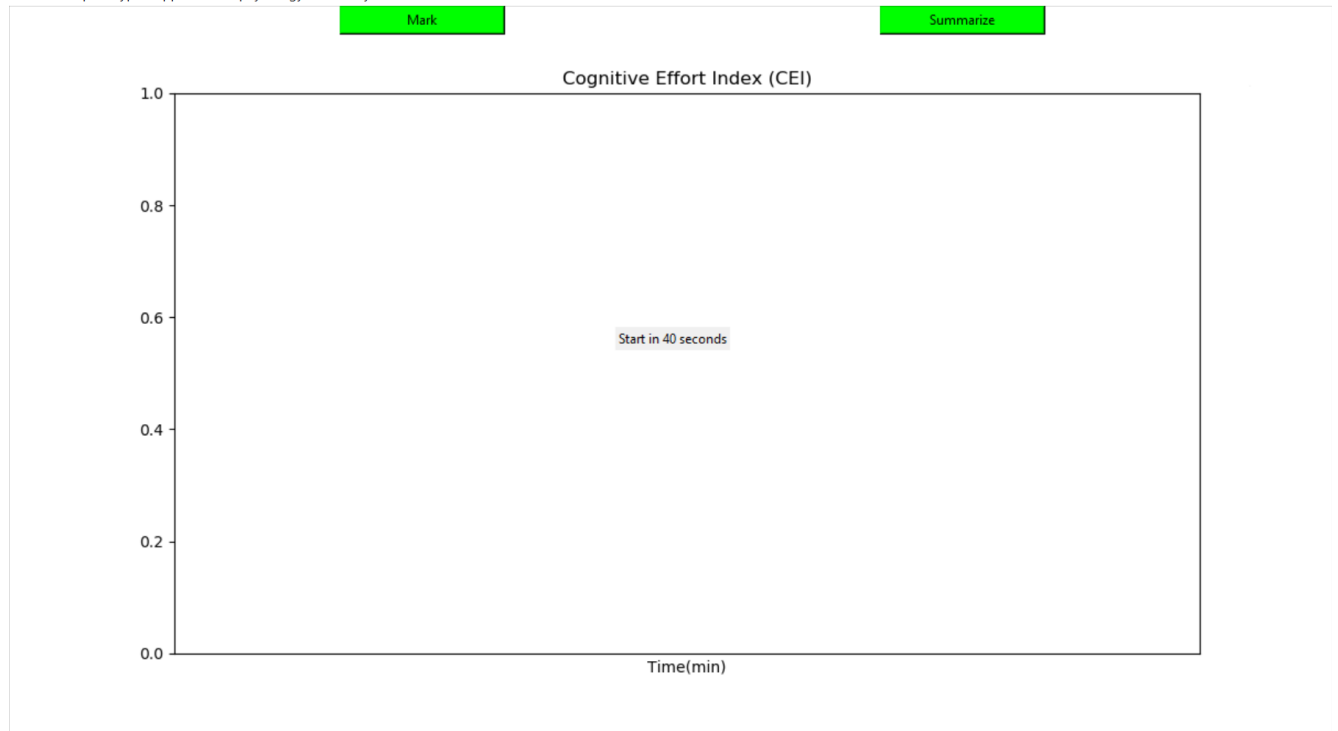 Mark
Summarize
Cognitive Effort Index (CEI)
1.0
0.8
0.6
Start in 40 seconds
0.4
0.2
0.0
Time(min)